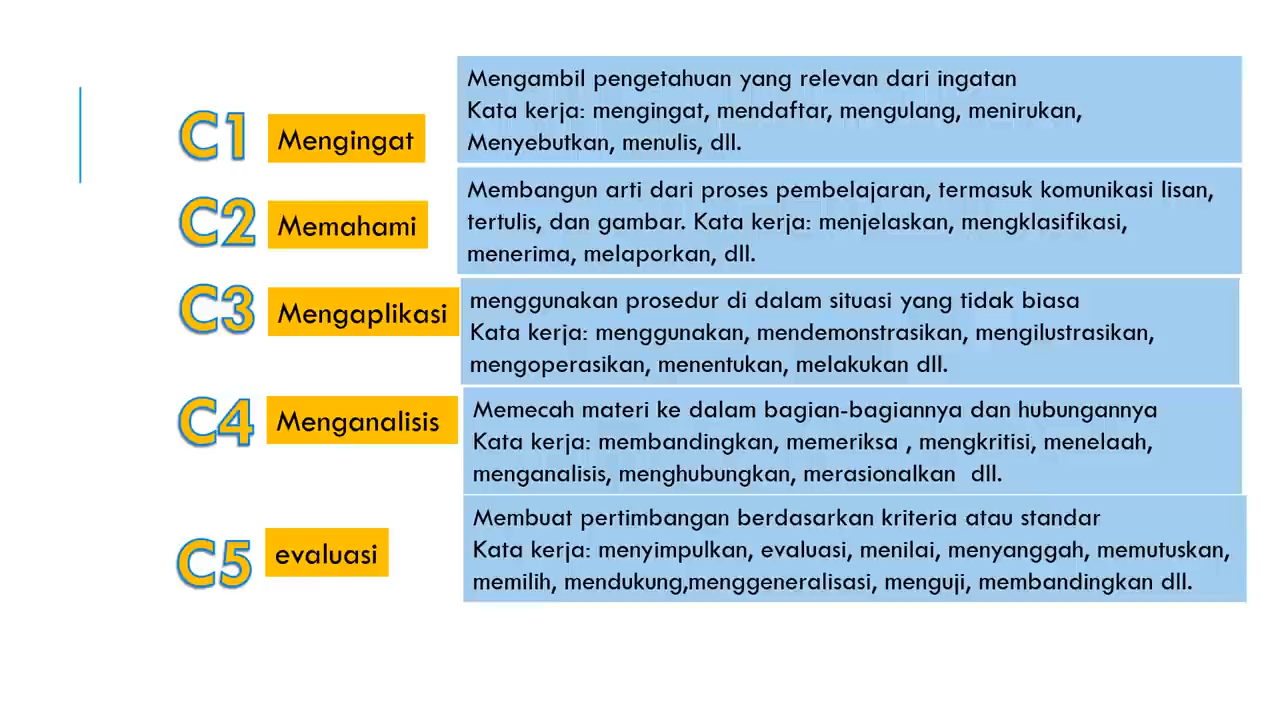 C1
Mengingat
Mengambil pengetahuan yang relevan dari ingatan
Kata kerja: mengingat, mendaftar, mengulang, menirukan,
Menyebutkan, menulis, dll.
C2
Memahami
Membangun arti dari proses pembelajaran, termasuk komunikasi lisan,
tertulis, dan gambar. Kata kerja: menjelaskan, mengklasifikasi,
menerima, melaporkan, dll.
C3
Mengaplikasi
menggunakan prosedur di dalam situasi yang tidak biasa
Kata kerja: menggunakan, mendemonstrasikan, mengilustrasikan,
mengoperasikan, menentukan, melakukan dll.
C4
Menganalisis
Memecah materi ke dalam bagian-bagiannya dan hubungannya
Kata kerja: membandingkan, memeriksa , mengkritisi, menelaah,
menganalisis, menghubungkan, merasionalkan  dll.
C5
evaluasi
Membuat pertimbangan berdasarkan kriteria atau standar
Kata kerja: menyimpulkan, evaluasi, menilai, menyanggah, memutuskan,
memilih, mendukung,menggeneralisasi, menguji, membandingkan dll.